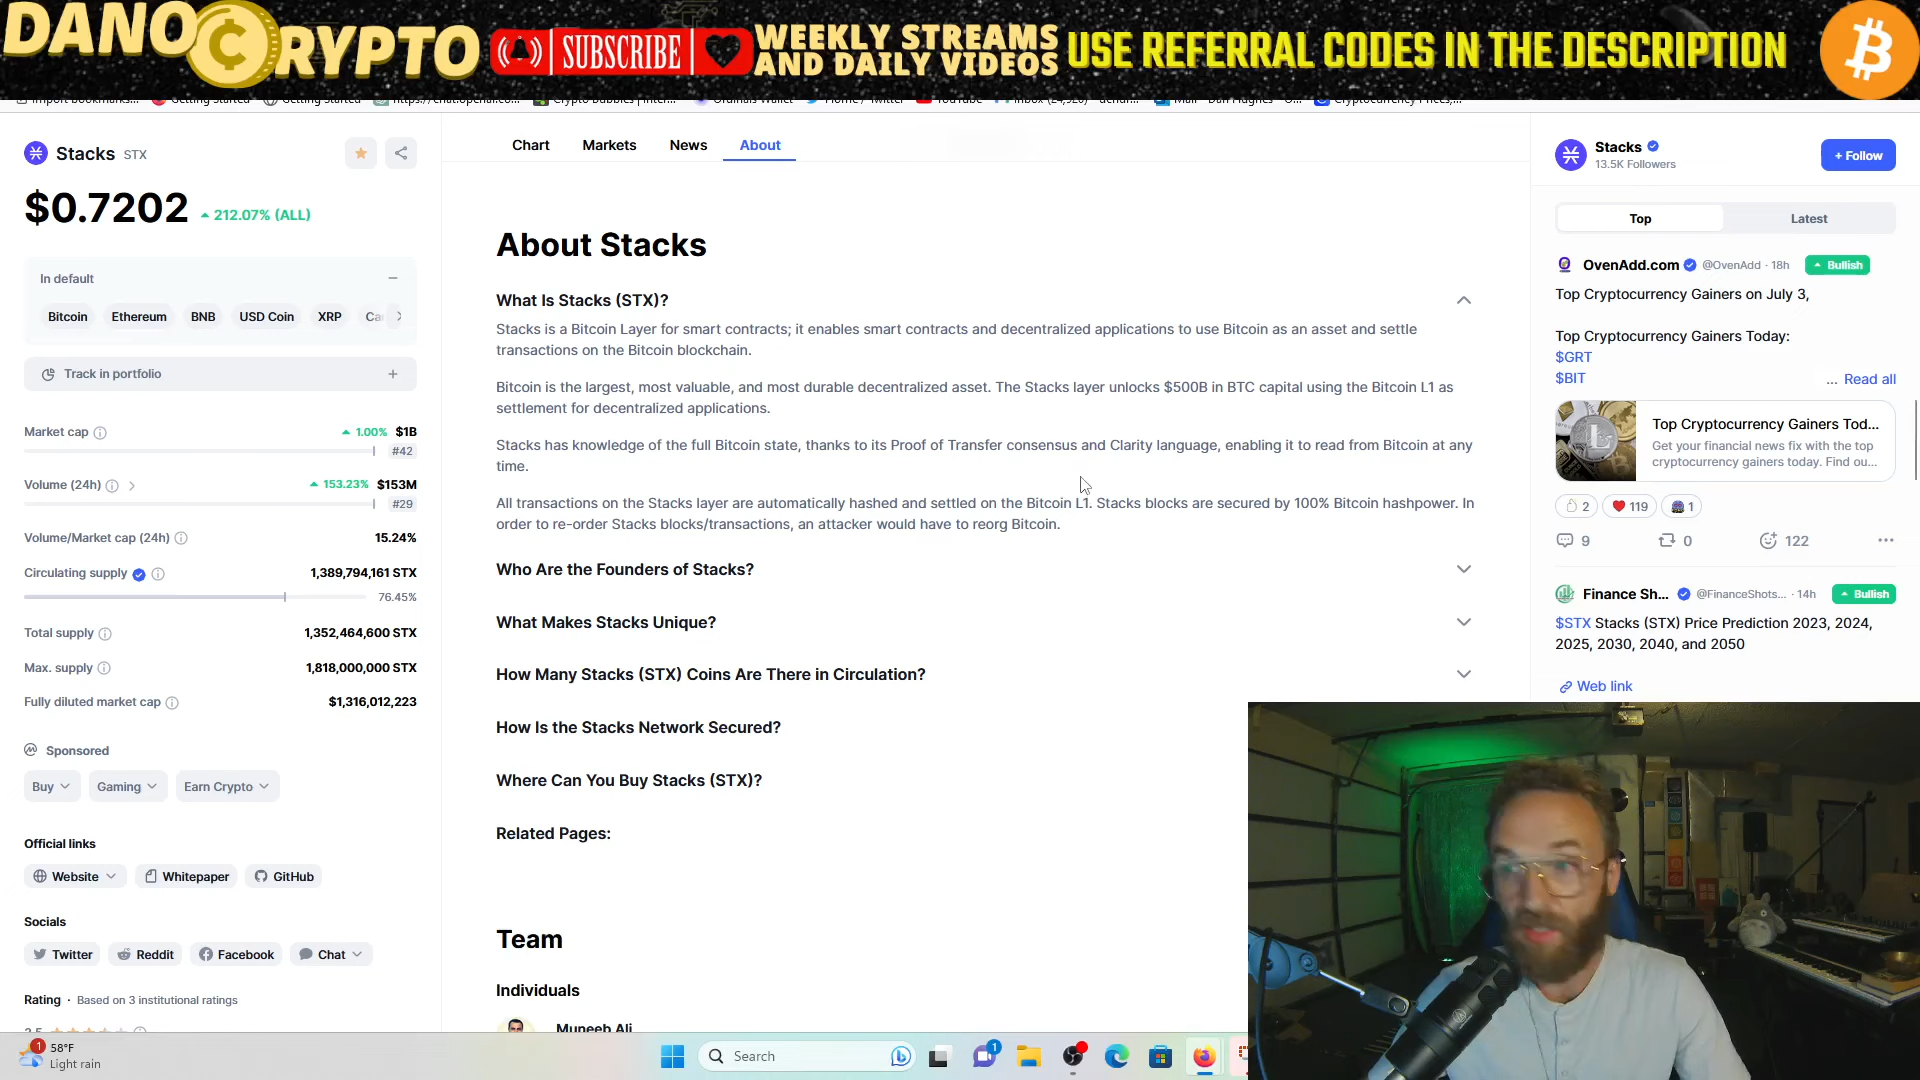 DANO CRYPTO
SUBSCRIBE
WEEKLY STREAMS
AND DAILY VIDEOS
USE REFERRAL CODES IN THE DESCRIPTION
Stacks STX
$0.7202
212.07% (ALL)
In default
Bitcoin
Ethereum
BNB
USD Coin
XRP
Track in portfolio
Market cap
1.00% $1B
#42
Volume (24h)
153.23% $153M
#29
Volume/Market cap (24h)
15.24%
Circulating supply
1,389,794,161 STX
76.45%
Total supply
1,352,464,600 STX
Max. supply
1,818,000,000 STX
Fully diluted market cap
$1,316,012,223
Sponsored
Buy
Gaming
Earn Crypto
Official links
Website
Whitepaper
GitHub
Socials
Twitter
Reddit
Facebook
Chat
Rating · Based on 3 institutional ratings
Chart
Markets
News
About
About Stacks
What Is Stacks (STX)?
Stacks is a Bitcoin Layer for smart contracts; it enables smart contracts and decentralized applications to use Bitcoin as an asset and settle
transactions on the Bitcoin blockchain.
Bitcoin is the largest, most valuable, and most durable decentralized asset. The Stacks layer unlocks $500B in BTC capital using the Bitcoin L1 as
settlement for decentralized applications.
Stacks has knowledge of the full Bitcoin state, thanks to its Proof of Transfer consensus and Clarity language, enabling it to read from Bitcoin at any
time.
All transactions on the Stacks layer are automatically hashed and settled on the Bitcoin L1. Stacks blocks are secured by 100% Bitcoin hashpower. In
order to re-order Stacks blocks/transactions, an attacker would have to reorg Bitcoin.
Who Are the Founders of Stacks?
What Makes Stacks Unique?
How Many Stacks (STX) Coins Are There in Circulation?
How Is the Stacks Network Secured?
Where Can You Buy Stacks (STX)?
Related Pages:
Team
Individuals
Muneeb Ali
Stacks
13.5K Followers
+ Follow
Top
Latest
OvenAdd.com @OvenAdd · 18h Bullish
Top Cryptocurrency Gainers on July 3,
Top Cryptocurrency Gainers Today:
$GRT
$BIT
... Read all
Top Cryptocurrency Gainers Tod...
Get your financial news fix with the top
cryptocurrency gainers today. Find ou...
2
119
1
9
0
122
Finance Sh... @FinanceShots... · 14h Bullish
$STX Stacks (STX) Price Prediction 2023, 2024,
2025, 2030, 2040, and 2050
Web link
1
58°F
Light rain
Search
1